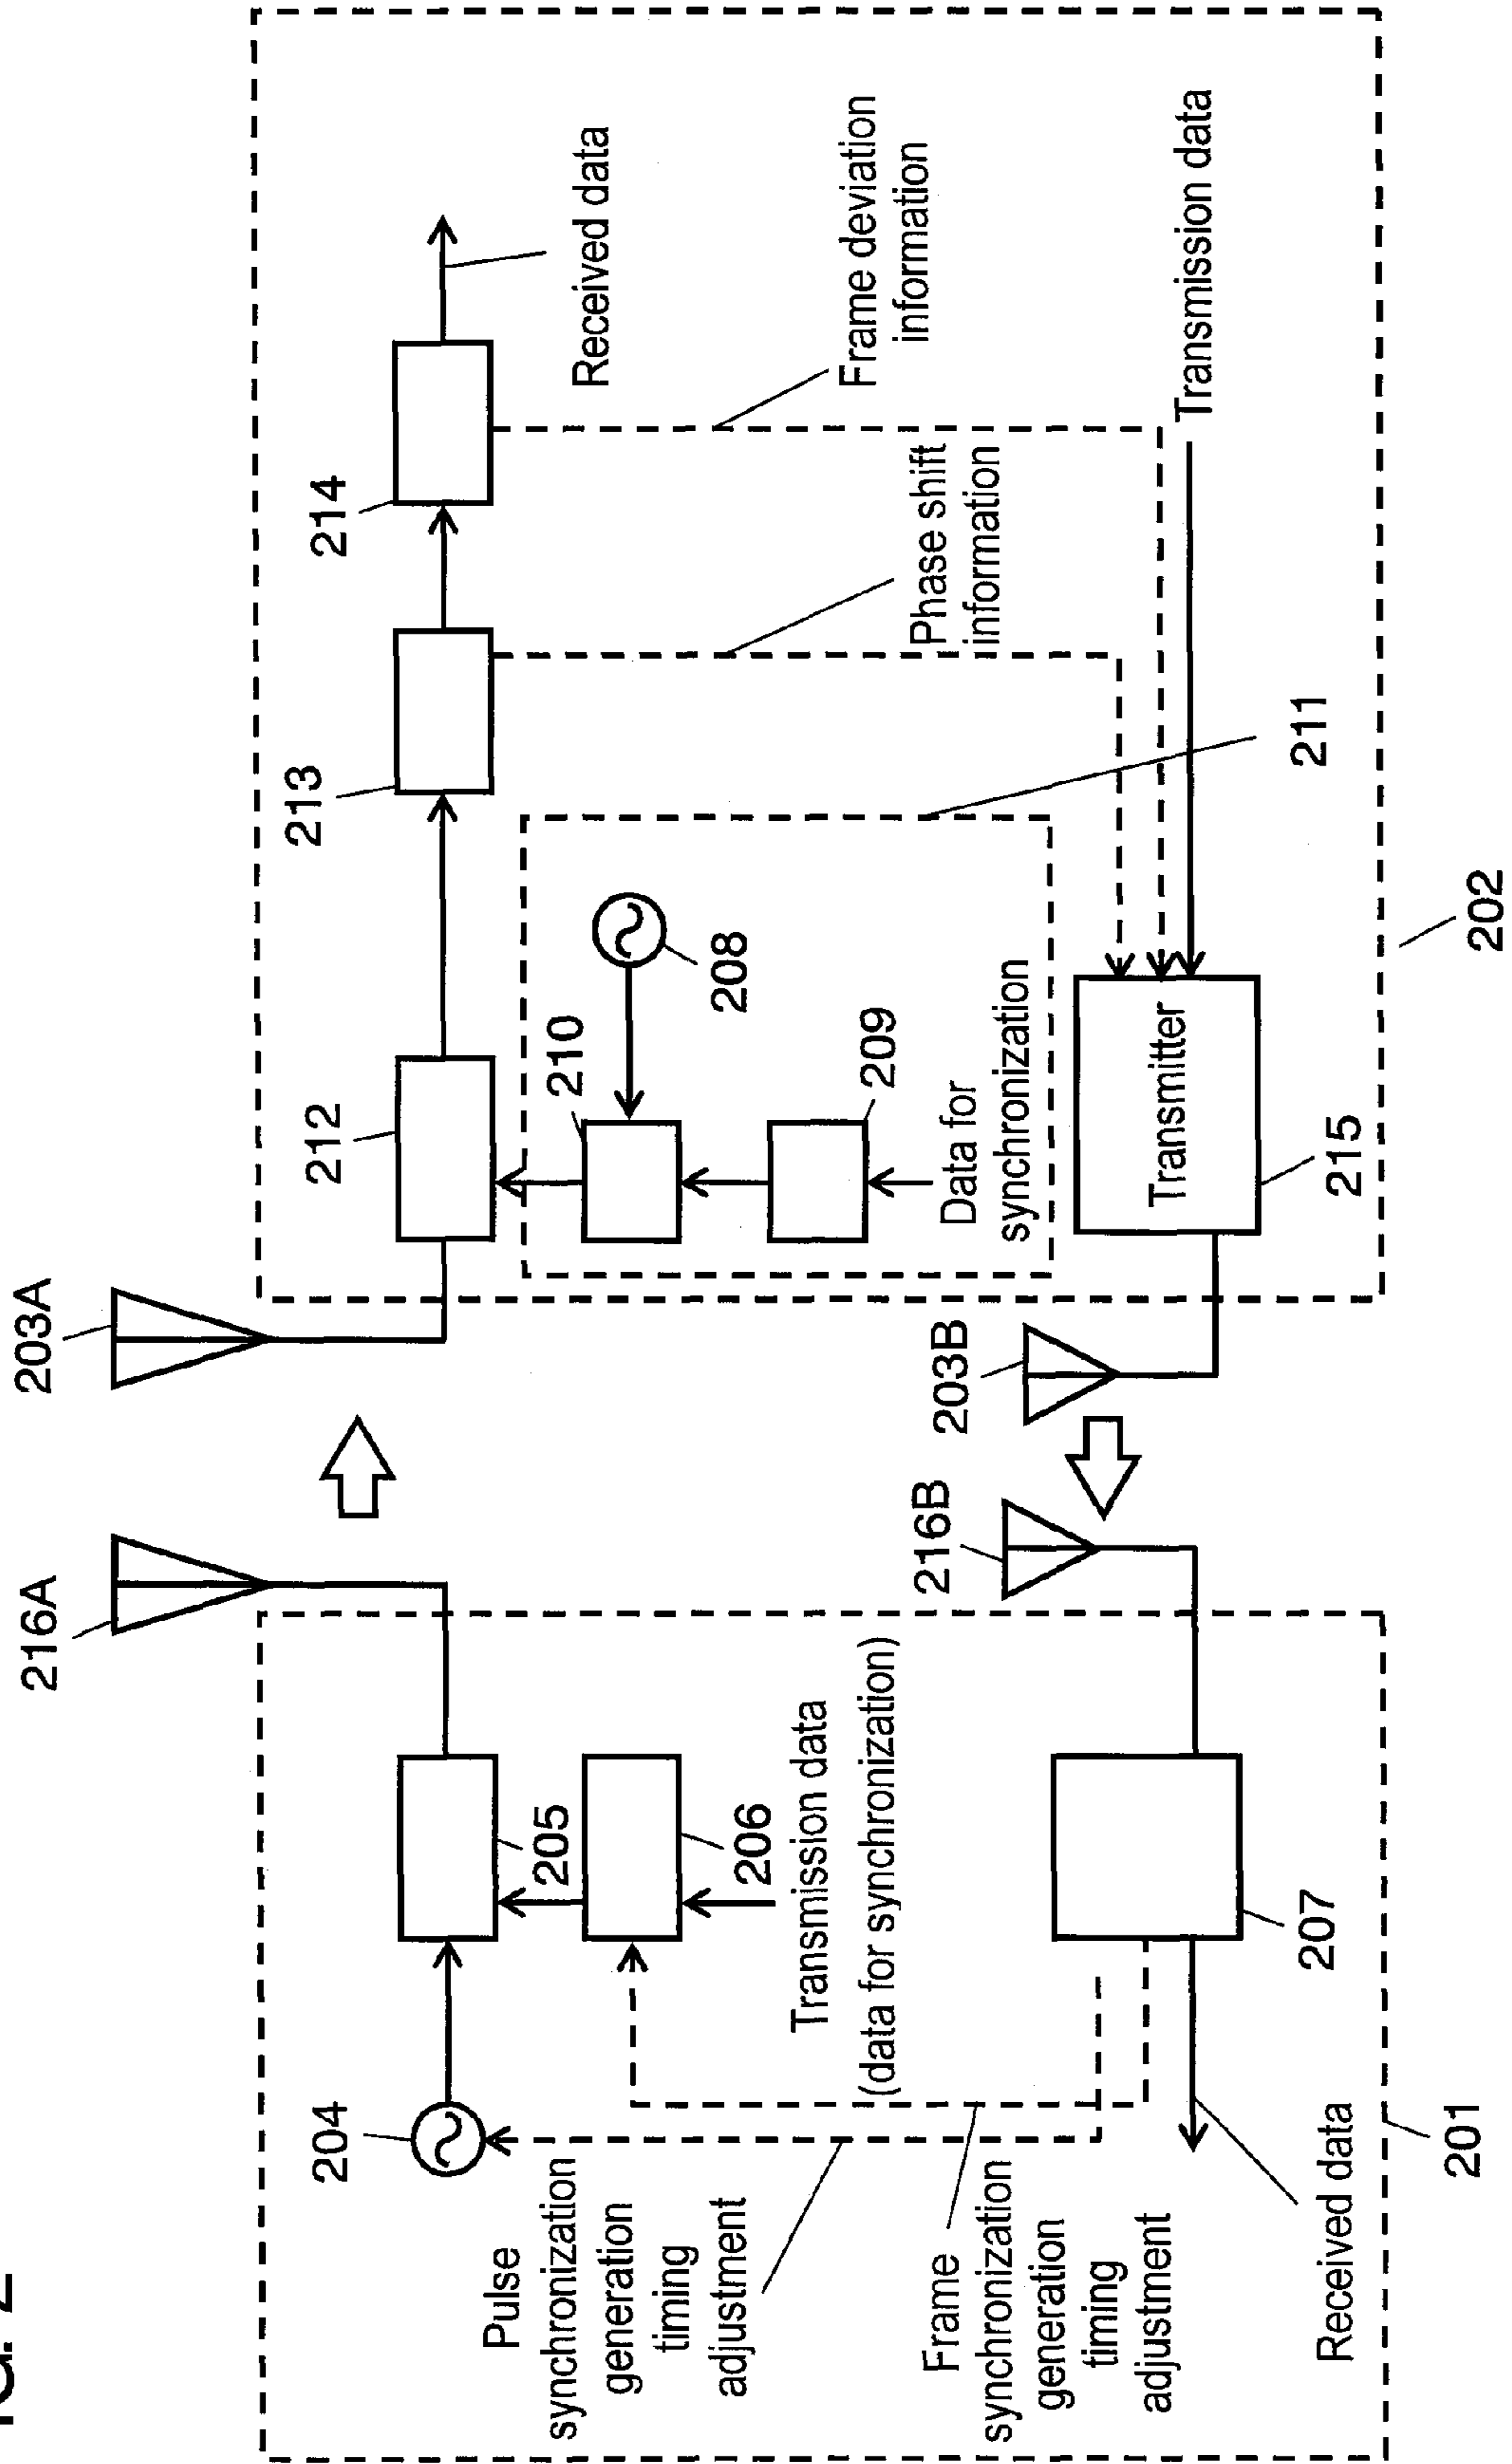 216A
203A
204
205
206
Pulse
synchronization
generation
timing
adjustment
Transmission data
(data for synchronization)
Frame
synchronization
generation
timing
adjustment
Received data
207
201
216B
203B
212
213
214
Received data
210
208
209
Data for
synchronization
211
Phase shift
information
Frame deviation
information
Transmission data
Transmitter
215
202